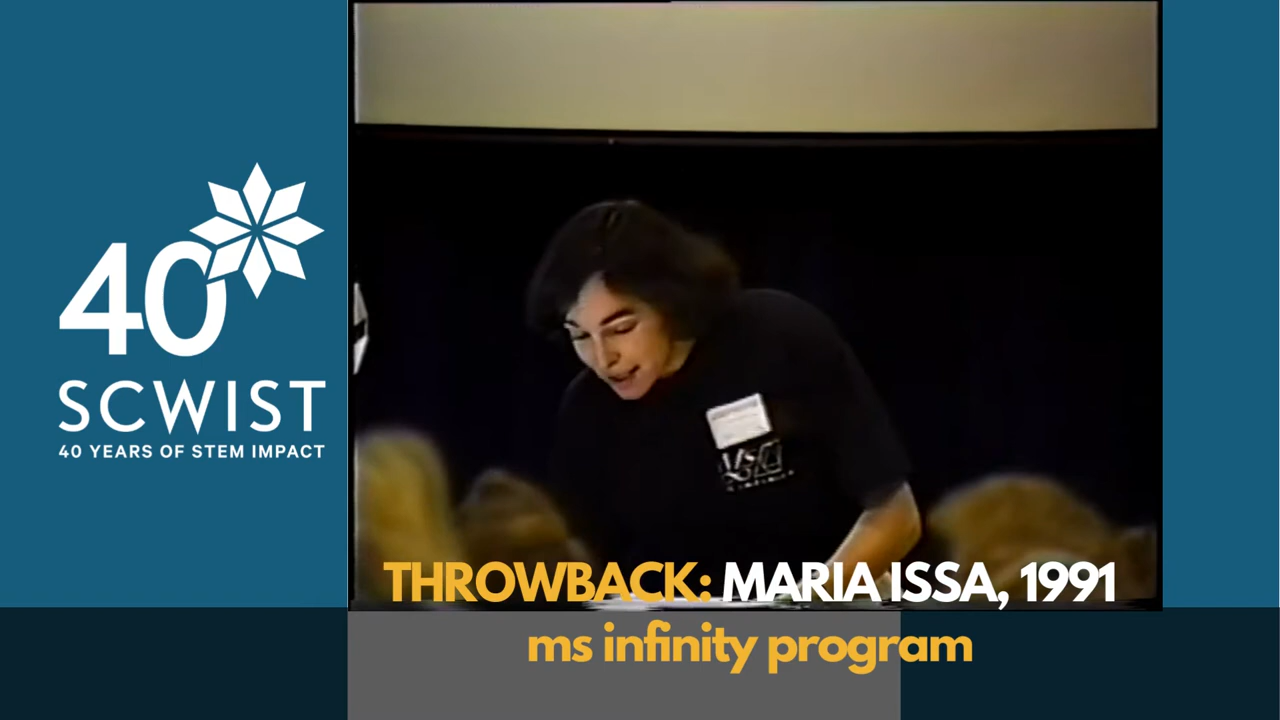 40
SCWIST
40 YEARS OF STEM IMPACT
THROWBACK: MARIA ISSA, 1991
ms infinity program